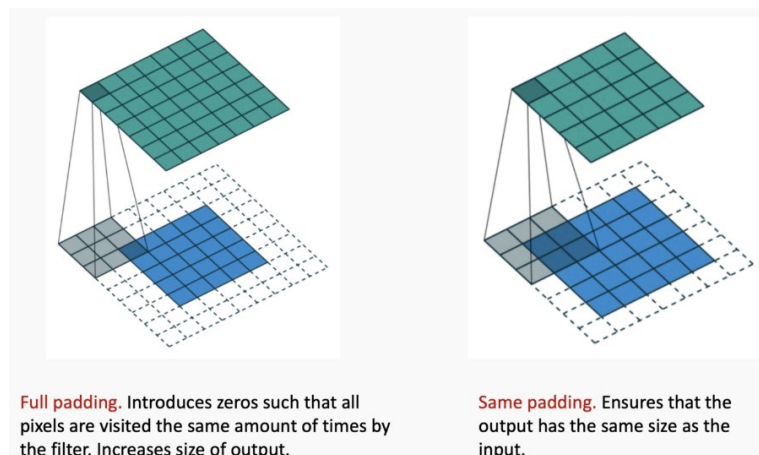 Full padding. Introduces zeros such that all
pixels are visited the same amount of times by
the filter. Increases size of output.
Same padding. Ensures that the
output has the same size as the
input.